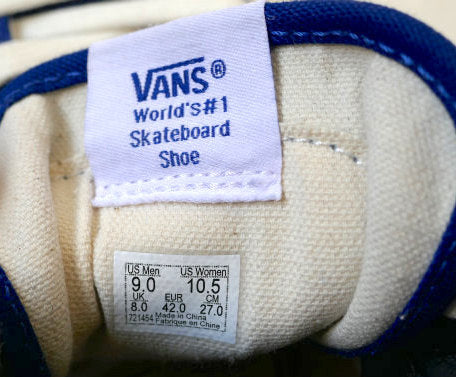 VANS®
World's#1
Skateboard
Shoe
US Men US Women
9.0 10.5
UK EUR CM
8.0 42.0 27.0
721454 Made in China
Fabriqué en Chine